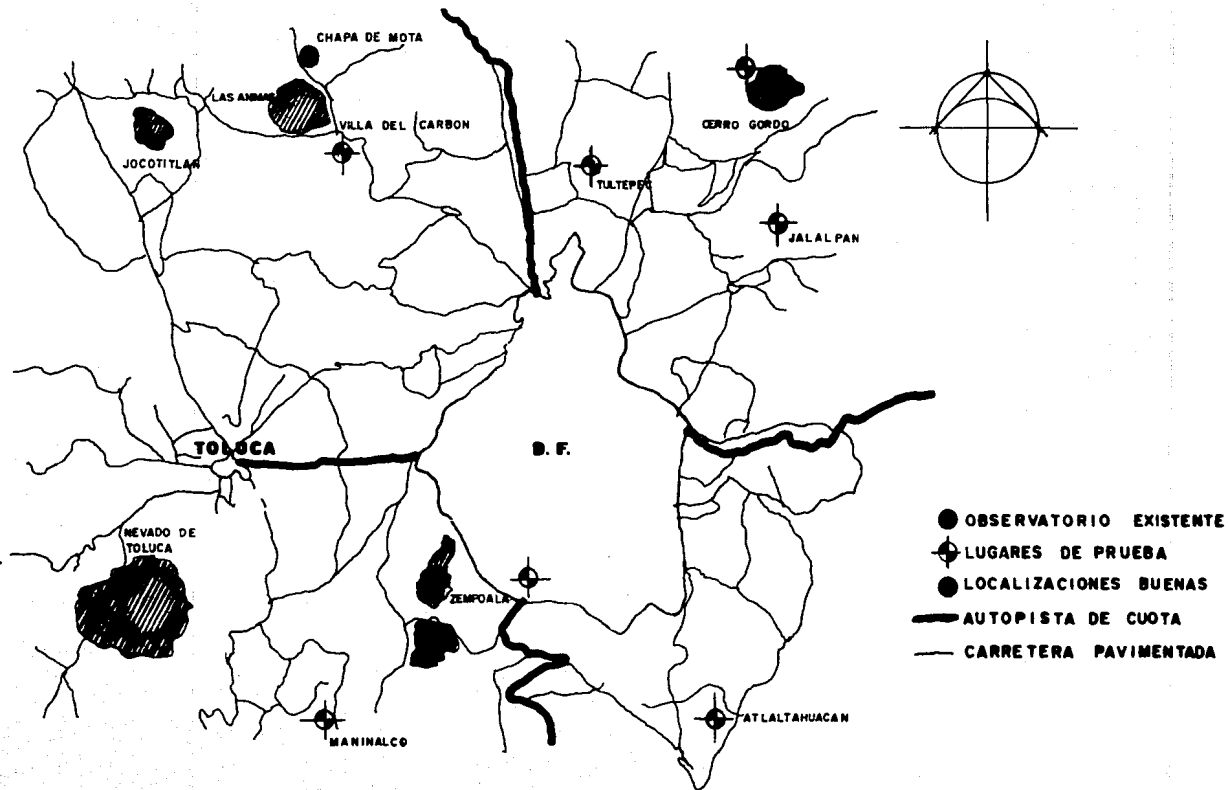 CHAPA DE MOTA
LAS ANIMAS
VILLA DEL CARBON
JOCOTITLAN
CERRO GORDO
TULTEPEC
JALALPAN
TOLUCA
D. F.
NEVADO DE
TOLUCA
ZEMPOALA
MANINALCO
ATLALTAHUACAN
OBSERVATORIO EXISTENTE
LUGARES DE PRUEBA
LOCALIZACIONES BUENAS
AUTOPISTA DE CUOTA
CARRETERA PAVIMENTADA